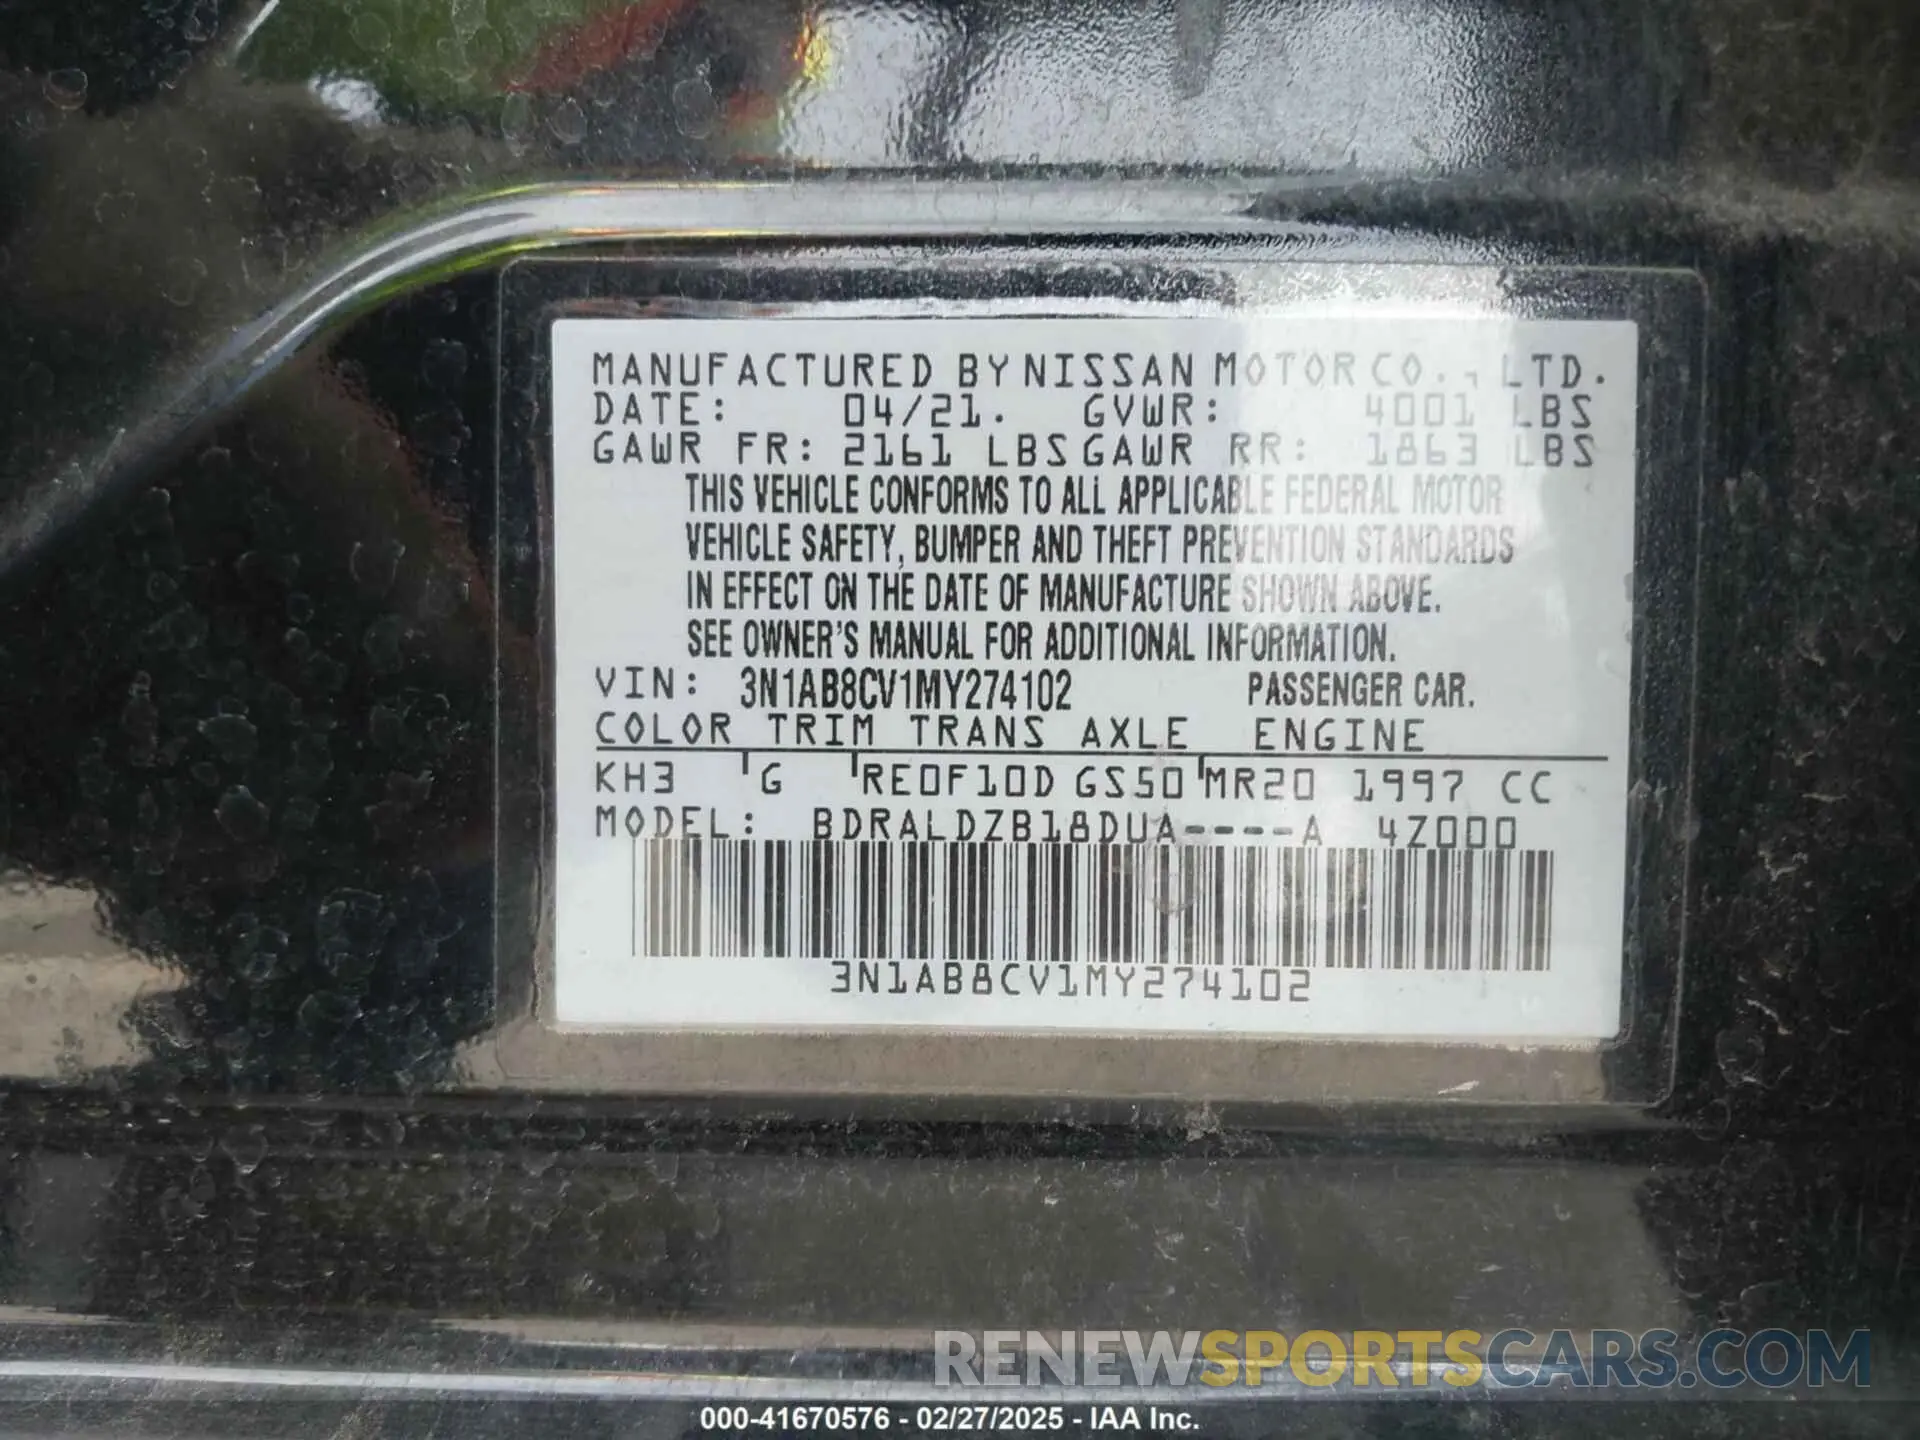 MANUFACTURED BY NISSAN MOTOR CO., LTD.
DATE: 04/21. GVWR: 4001 LBS
GAWR FR: 2161 LBS GAWR RR: 1863 LBS
THIS VEHICLE CONFORMS TO ALL APPLICABLE FEDERAL MOTOR
VEHICLE SAFETY, BUMPER AND THEFT PREVENTION STANDARDS
IN EFFECT ON THE DATE OF MANUFACTURE SHOWN ABOVE.
SEE OWNER'S MANUAL FOR ADDITIONAL INFORMATION.
VIN: 3N1AB8CV1MY274102 PASSENGER CAR.
COLOR TRIM TRANS AXLE ENGINE
KH3 G RE0F10D GS50 MR20 1997 CC
MODEL: BDRALDZB18DUA----A 4Z000
3N1AB8CV1MY274102
RENEWSPORTSCARS.COM
000-41670576 - 02/27/2025 - IAA Inc.